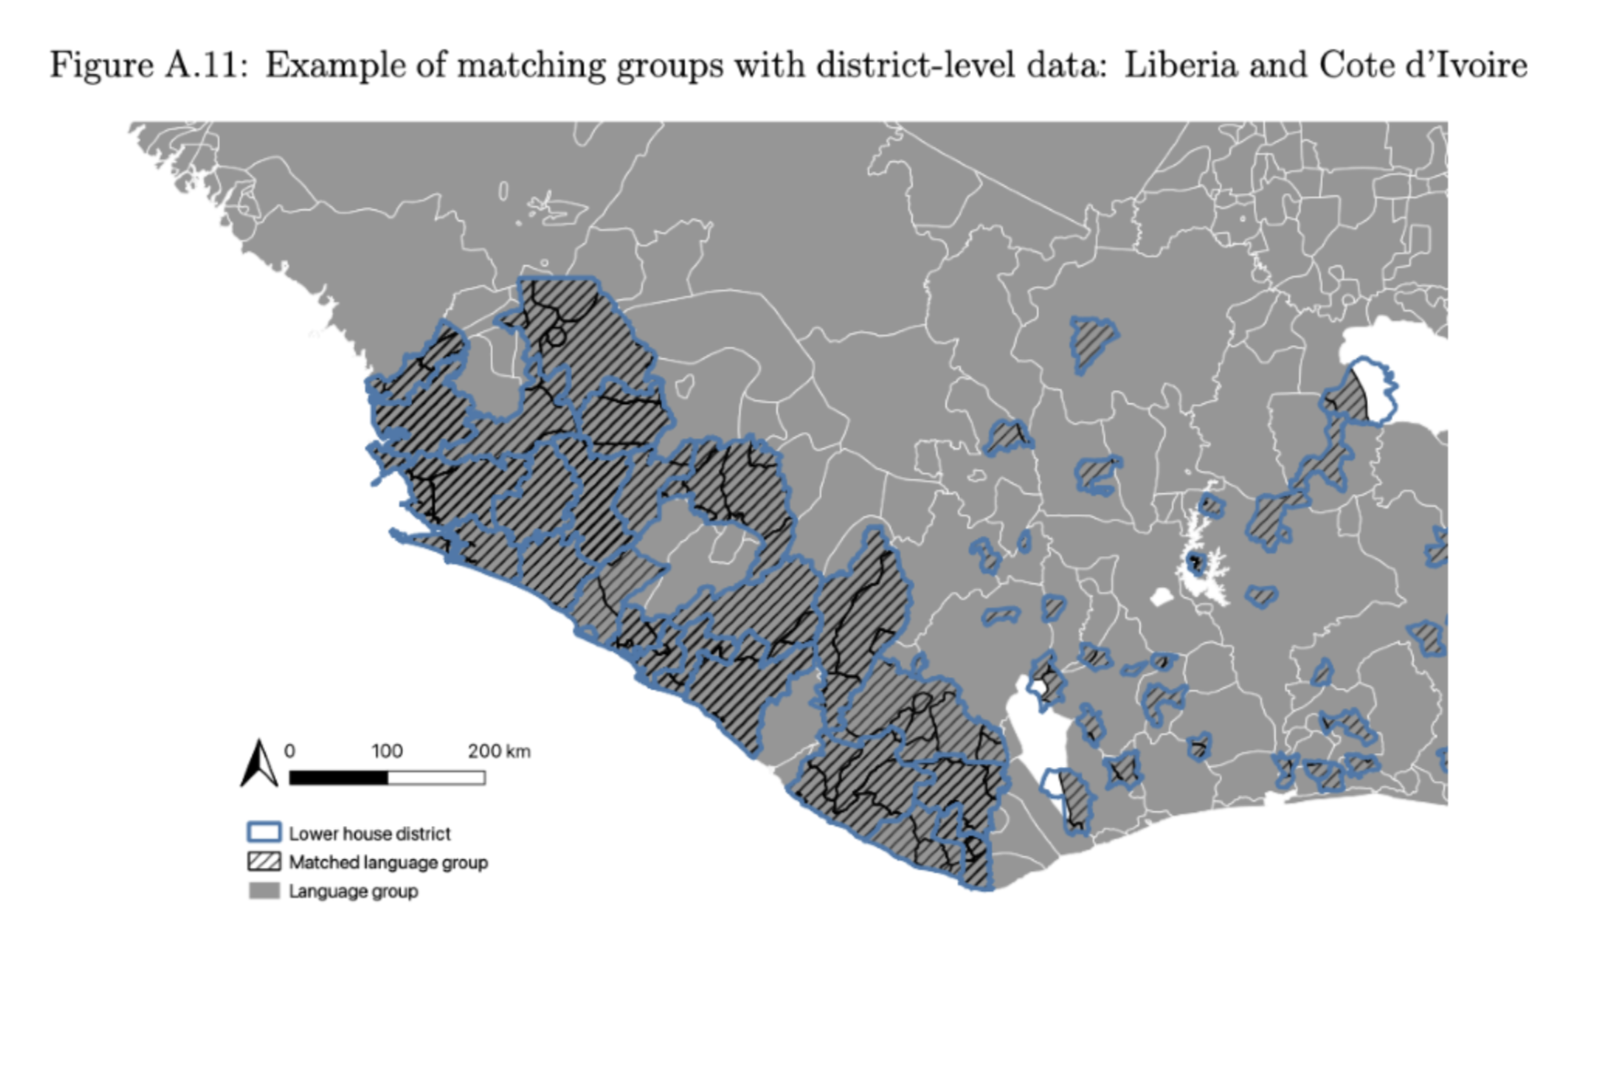 Figure A.11: Example of matching groups with district-level data: Liberia and Cote d'Ivoire
0 100 200 km
Lower house district
Matched language group
Language group